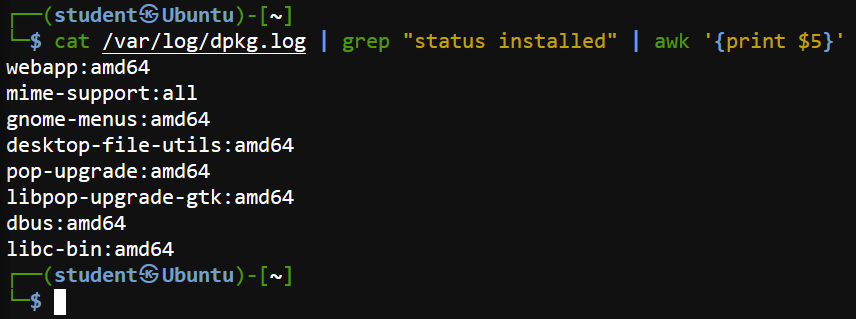 ┌──(student㉿Ubuntu)-[~]
└─$ cat /var/log/dpkg.log | grep "status installed" | awk '{print $5}'
webapp:amd64
mime-support:all
gnome-menus:amd64
desktop-file-utils:amd64
pop-upgrade:amd64
libpop-upgrade-gtk:amd64
dbus:amd64
libc-bin:amd64
┌──(student㉿Ubuntu)-[~]
└─$